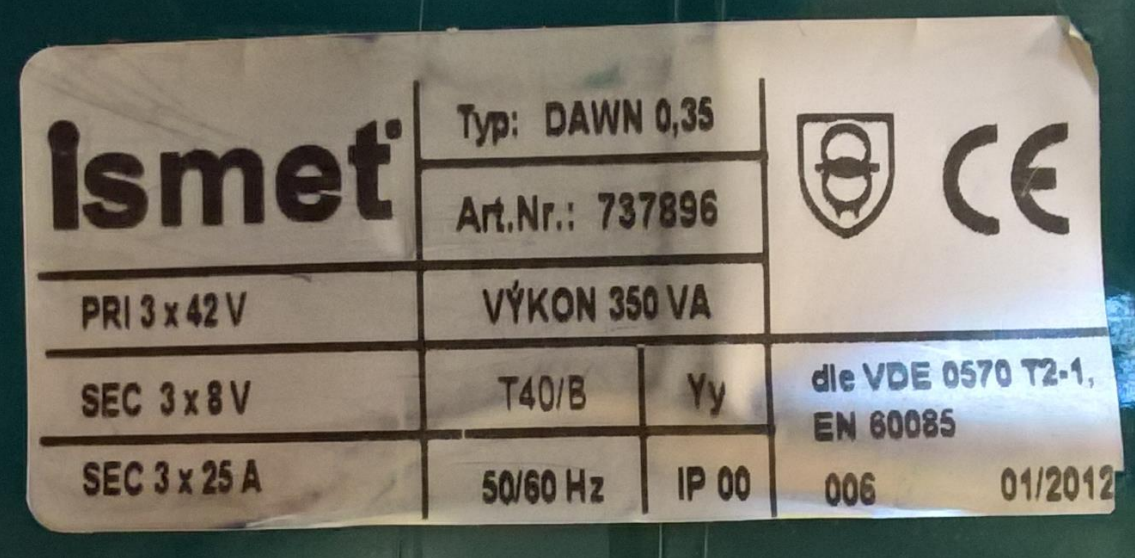 ismet
Typ: DAWN 0,35
Art.Nr.: 737896
CE
PRI 3 x 42 V
VÝKON 350 VA
SEC 3 x 8 V
T40/B
Yy
dle VDE 0570 T2-1,
EN 60085
SEC 3 x 25 A
50/60 Hz
IP 00
006
01/2012